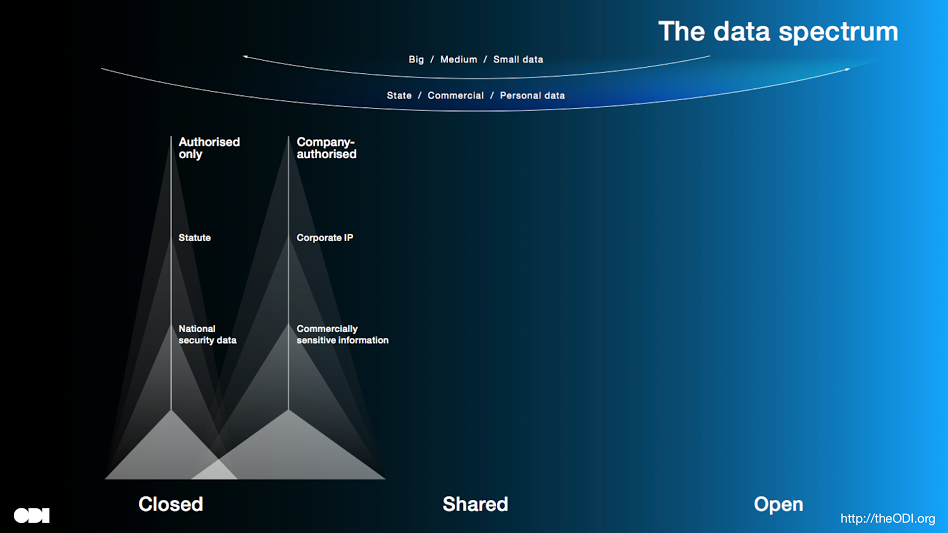 The data spectrum
Big / Medium / Small data
State / Commercial / Personal data
Authorised
only
Company-
authorised
Statute
Corporate IP
National
security data
Commercially
sensitive information
Closed
Shared
Open
ODI
http://theODI.org